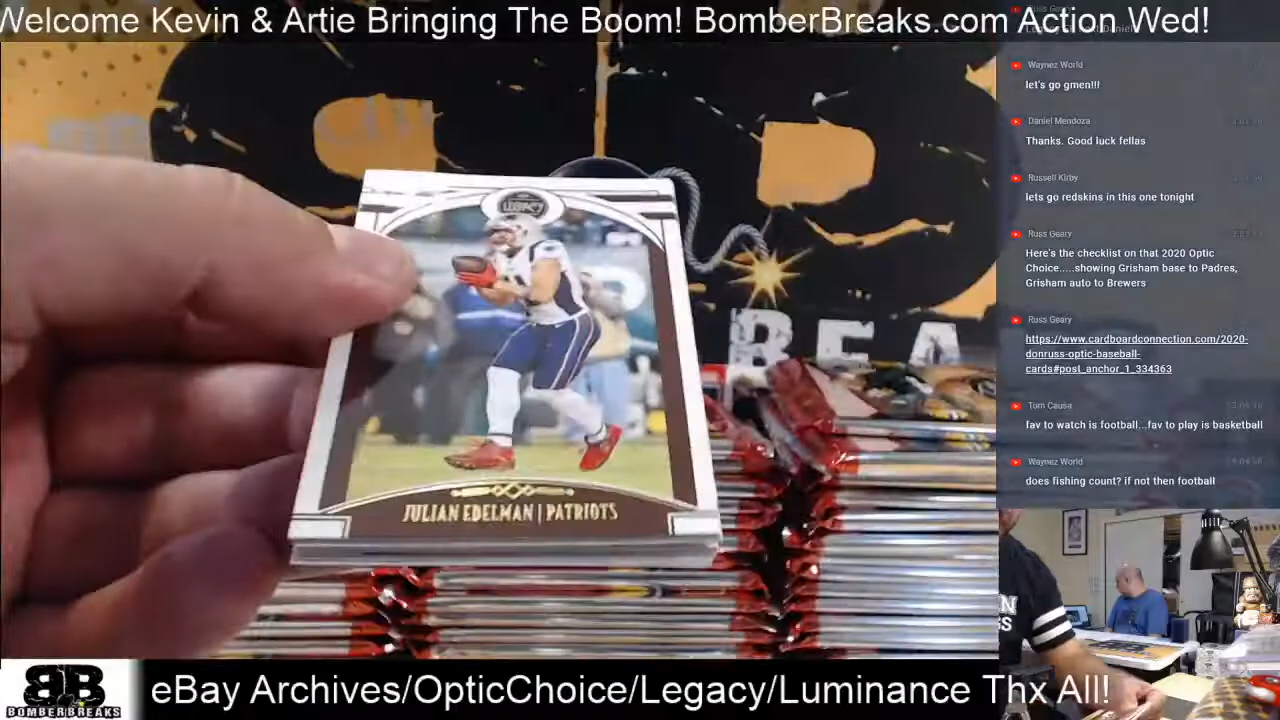 Welcome Kevin & Artie Bringing The Boom! BomberBreaks.com Action Wed!
Waynez World
let's go gmen!!!
Daniel Mendoza
Thanks. Good luck fellas
Russell Kirby
lets go redskins in this one tonight
Russ Geary
Here's the checklist on that 2020 Optic
Choice.....showing Grisham base to Padres,
Grisham auto to Brewers
Russ Geary
https://www.cardboardconnection.com/2020-
donruss-optic-baseball-
cards#post_anchor_1_334363
Tom Causa
fav to watch is football...fav to play is basketball
Waynez World
does fishing count? if not then football
LEGACY
JULIAN EDELMAN | PATRIOTS
BREA
BB
BOMBERBREAKS
eBay Archives/OpticChoice/Legacy/Luminance Thx All!